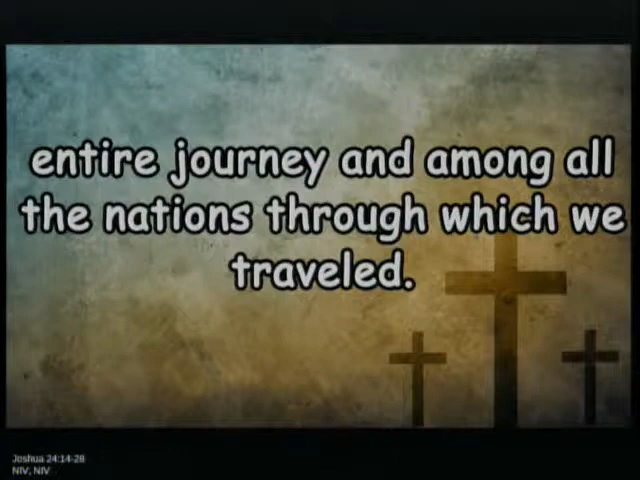 entire journey and among all
the nations through which we
traveled.
Joshua 24:14-28
NIV, NIV